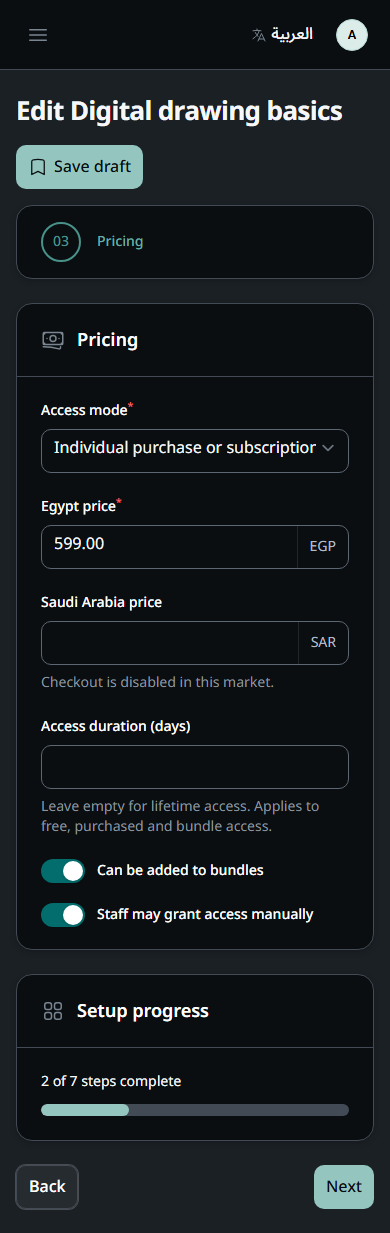 العربية
A
Edit Digital drawing basics
Save draft
03
Pricing
Pricing
Access mode*
Individual purchase or subscription
Egypt price*
599.00
EGP
Saudi Arabia price
SAR
Checkout is disabled in this market.
Access duration (days)
Leave empty for lifetime access. Applies to
free, purchased and bundle access.
Can be added to bundles
Staff may grant access manually
Setup progress
2 of 7 steps complete
Back
Next